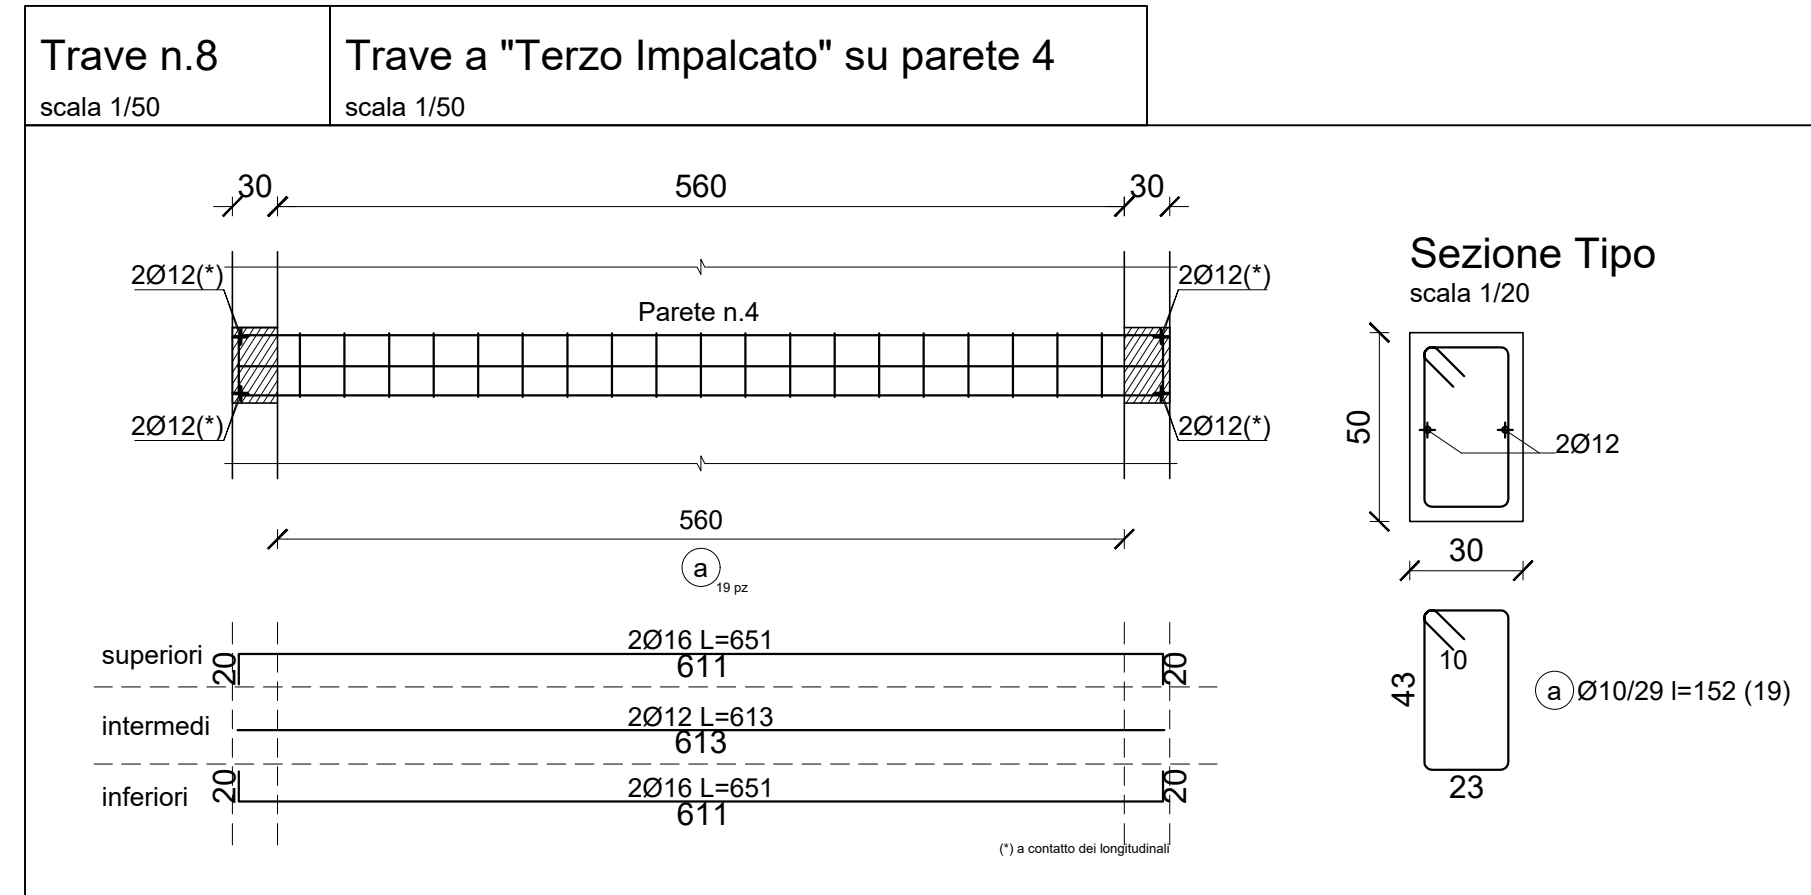 Trave n.8
scala 1/50
Trave a "Terzo Impalcato" su parete 4
scala 1/50
30
560
30
2Ø12(*)
2Ø12(*)
Parete n.4
2Ø12(*)
2Ø12(*)
560
a
19 pz
superiori
20
2Ø16 L=651
611
20
intermedi
2Ø12 L=613
613
inferiori
20
2Ø16 L=651
611
20
(*) a contatto dei longitudinali
Sezione Tipo
scala 1/20
50
2Ø12
30
10
43
23
a Ø10/29 l=152 (19)